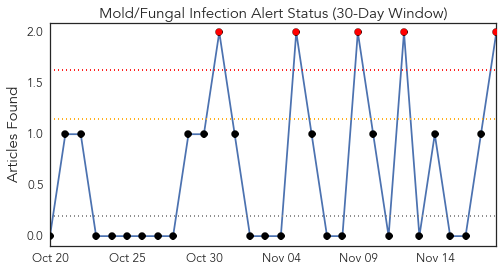 Mold/Fungal Infection Alert Status (30-Day Window)
Articles Found
2.0
1.5
1.0
0.5
0.0
Oct 20 Oct 25 Oct 30 Nov 04 Nov 09 Nov 14